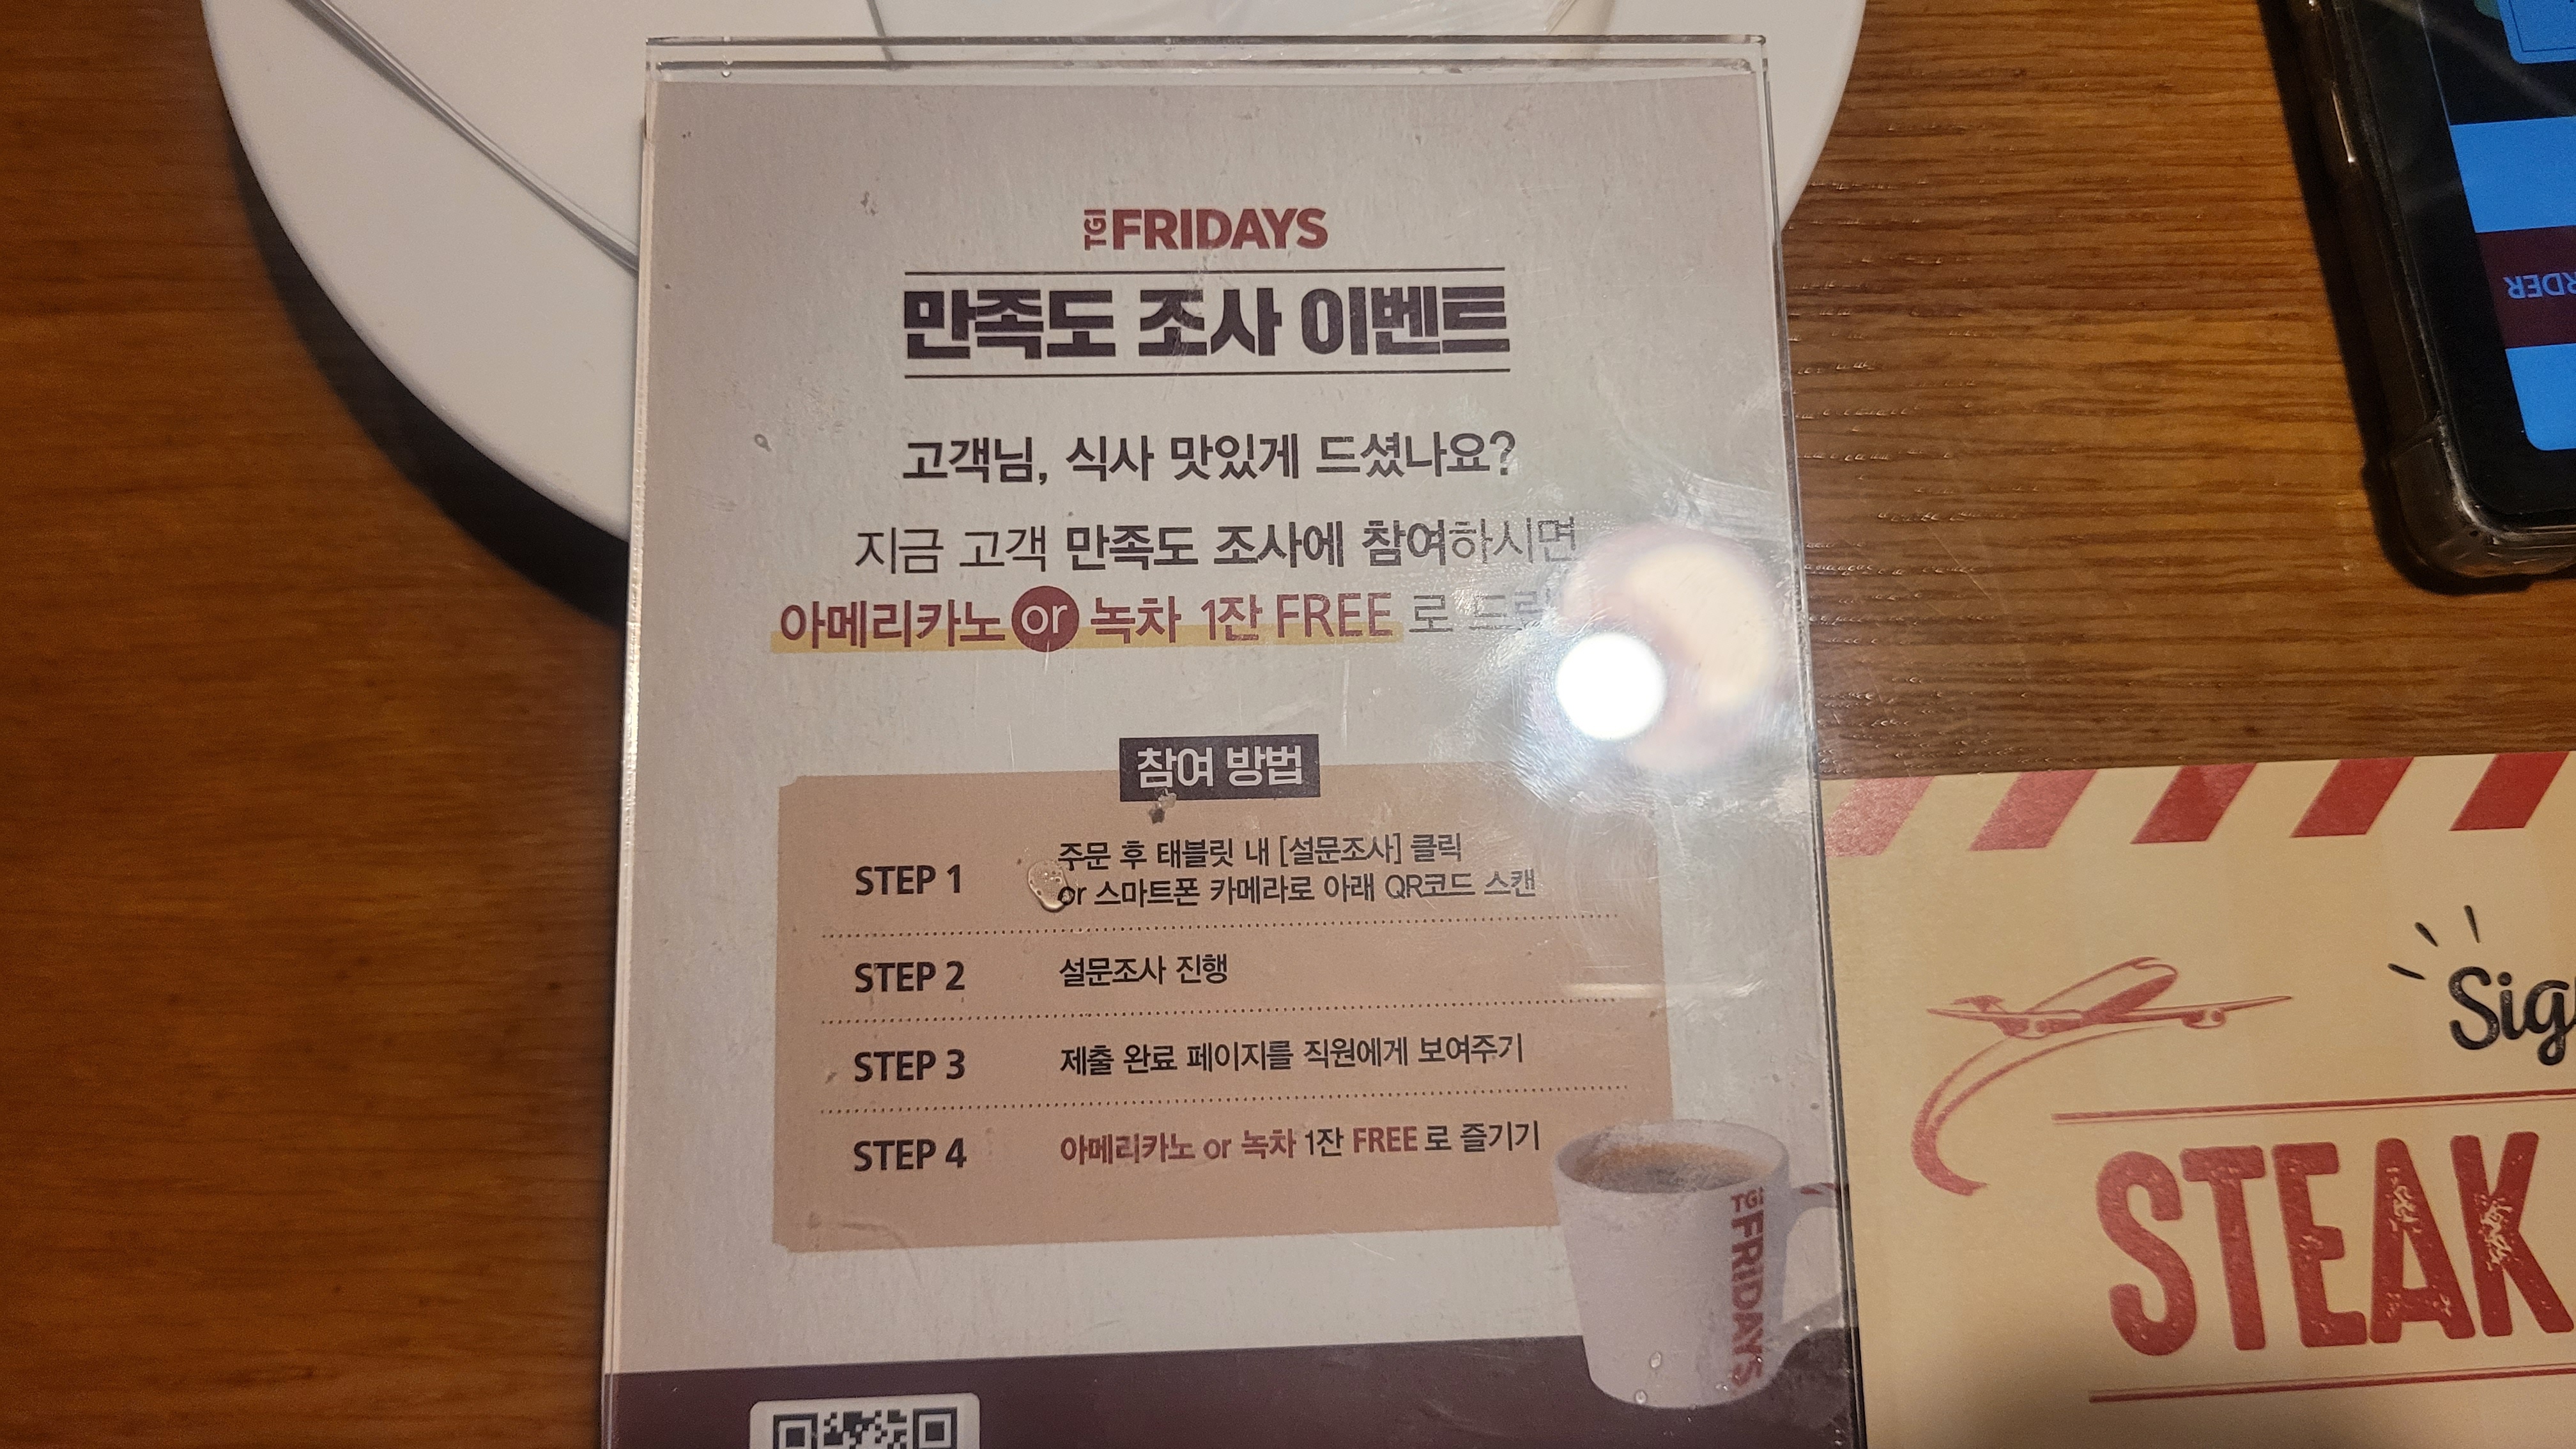 TGI FRIDAYS
만족도 조사 이벤트
고객님, 식사 맛있게 드셨나요?
지금 고객 만족도 조사에 참여하시면
아메리카노 or 녹차 1잔 FREE 로
참여 방법
STEP 1
주문 후 태블릿 내 [설문조사] 클릭
or 스마트폰 카메라로 아래 QR코드 스캔
STEP 2
설문조사 진행
STEP 3
제출 완료 페이지를 직원에게 보여주기
STEP 4
아메리카노 or 녹차 1잔 FREE 로 즐기기
TGI FRIDAYS
STEAK